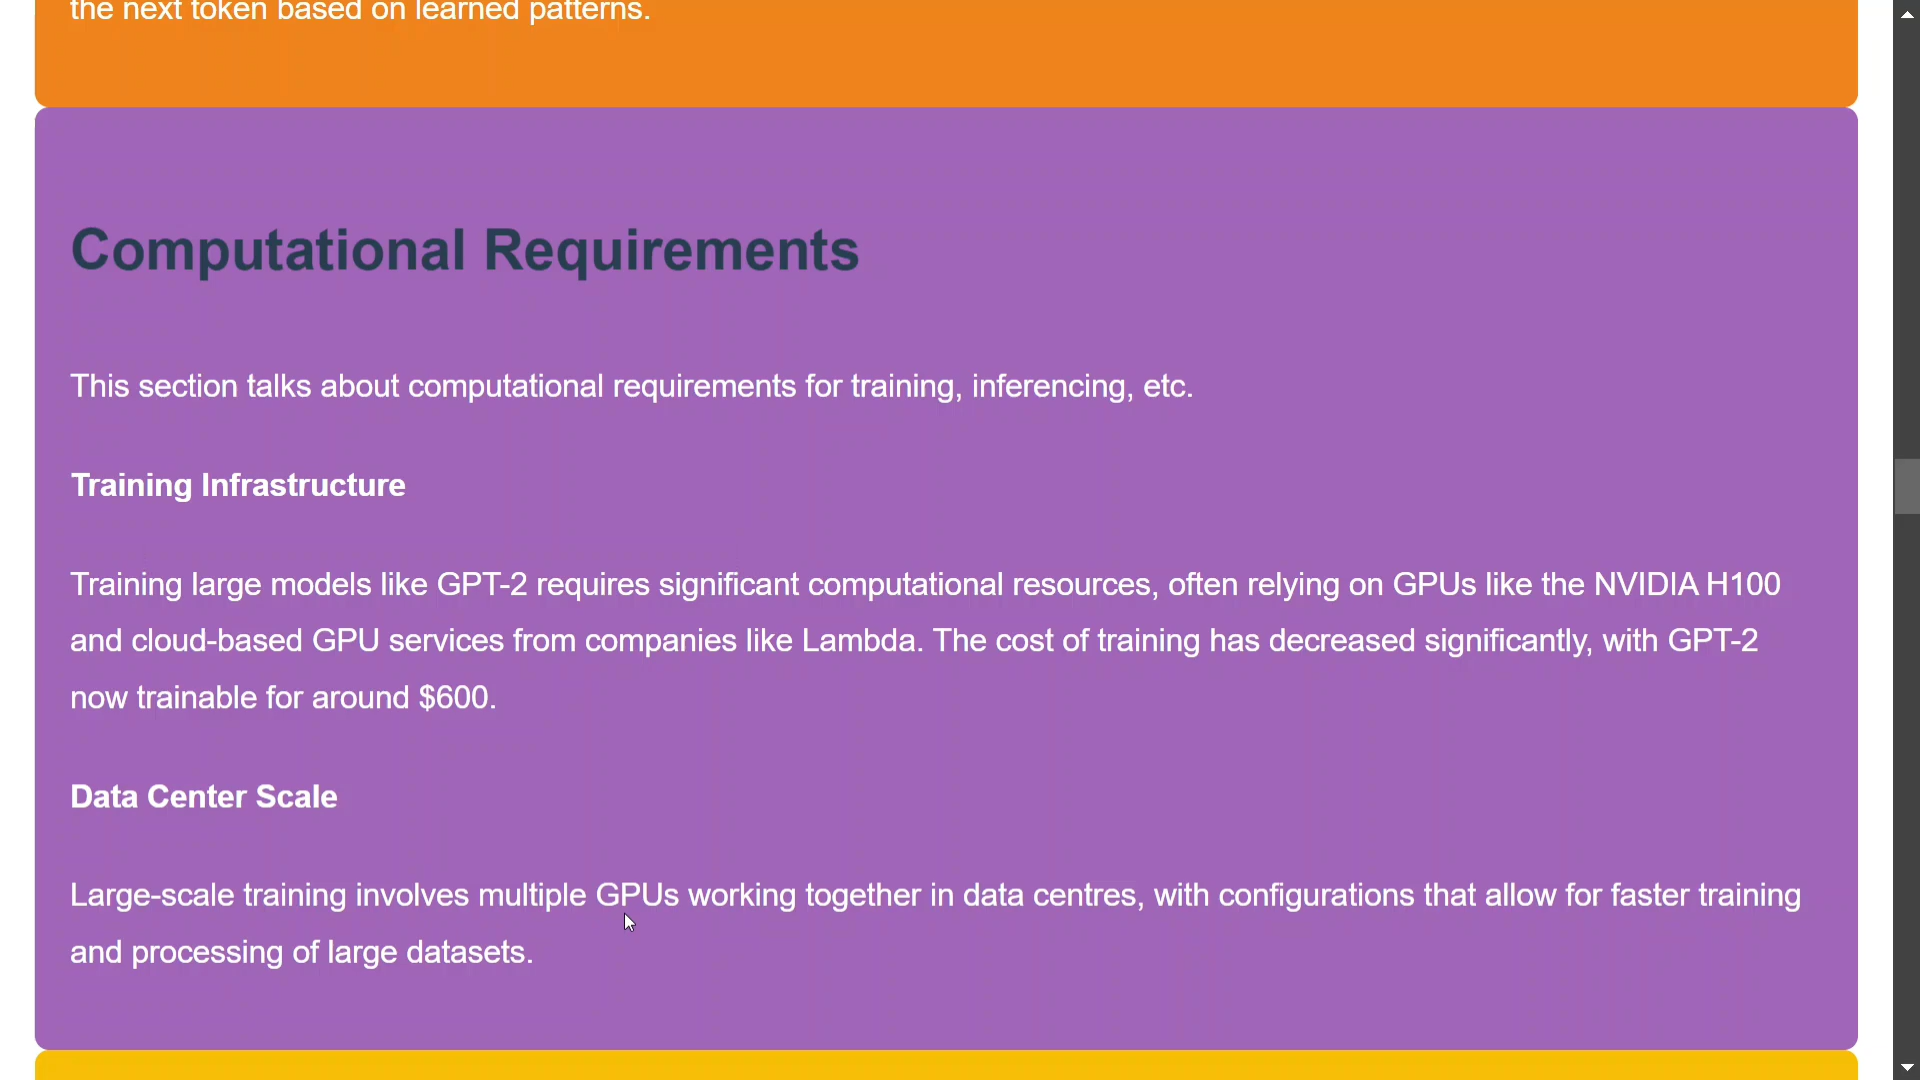 the next token based on learned patterns.
Computational Requirements
This section talks about computational requirements for training, inferencing, etc.
Training Infrastructure
Training large models like GPT-2 requires significant computational resources, often relying on GPUs like the NVIDIA H100
and cloud-based GPU services from companies like Lambda. The cost of training has decreased significantly, with GPT-2
now trainable for around $600.
Data Center Scale
Large-scale training involves multiple GPUs working together in data centres, with configurations that allow for faster training
and processing of large datasets.